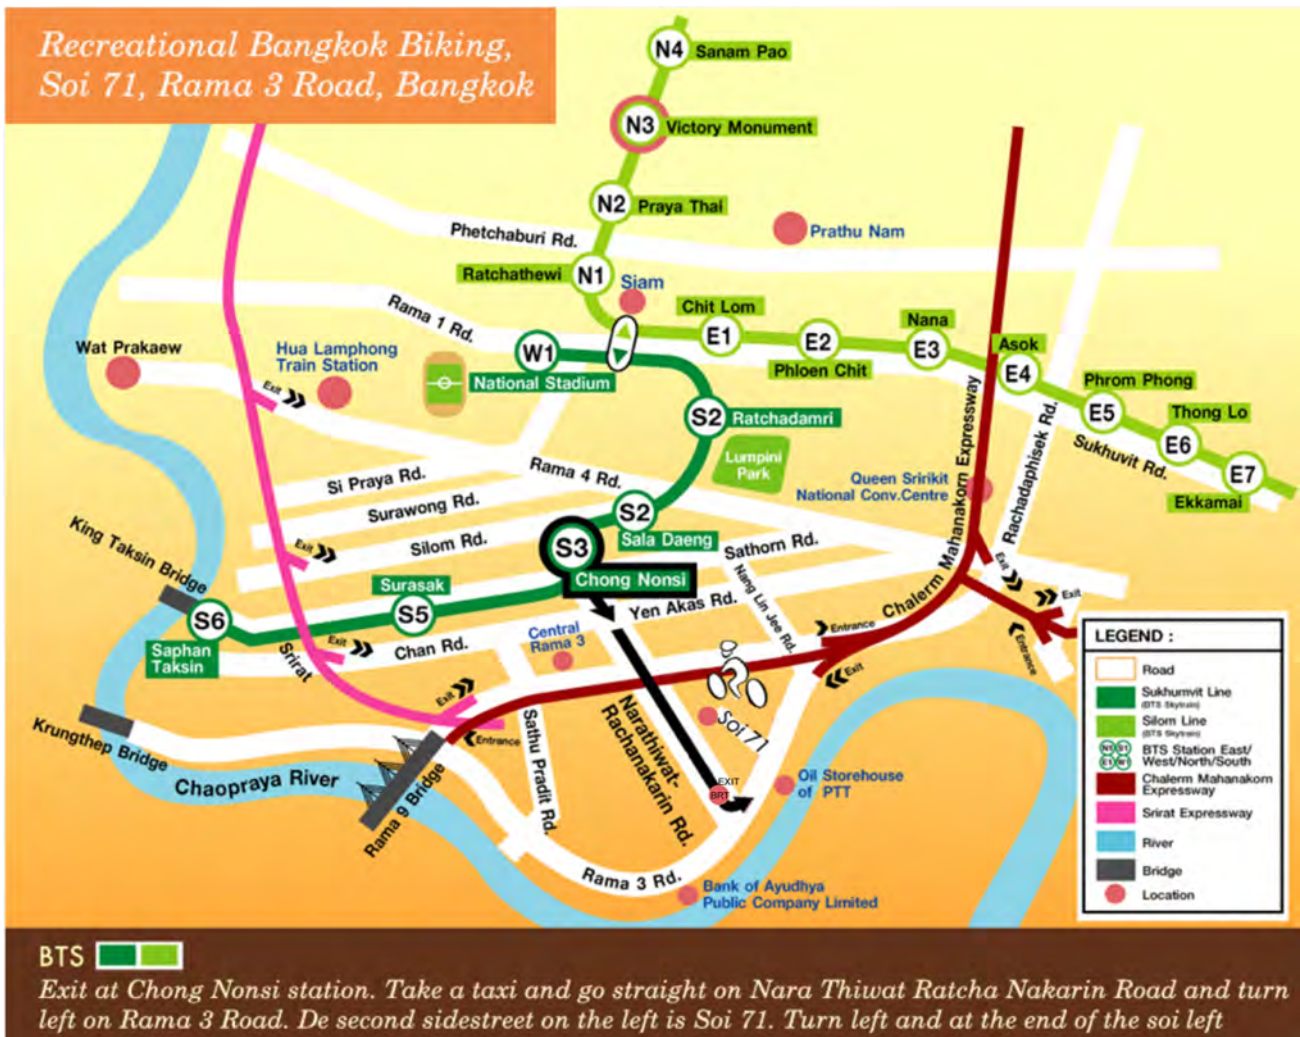 Recreational Bangkok Biking,
Soi 71, Rama 3 Road, Bangkok
N4
Sanam Pao
N3
Victory Monument
N2
Praya Thai
Prathu Nam
Phetchaburi Rd.
Ratchathewi
N1
Siam
Rama 1 Rd.
Chit Lom
E1
E2
Phloen Chit
Nana
E3
Asok
E4
Phrom Phong
E5
Thong Lo
E6
E7
Ekkamai
Sukhuvit Rd.
Wat Prakaew
Hua Lamphong
Train Station
W1
National Stadium
Exit
S2
Ratchadamri
Lumpini
Park
Rama 4 Rd.
Queen Sririkit
National Conv.Centre
Chalerm Mahanakorn Expressway
Rachadaphisek Rd.
Si Praya Rd.
Surawong Rd.
Silom Rd.
Exit
S2
Sala Daeng
Sathorn Rd.
S3
Chong Nonsi
King Taksin Bridge
Surasak
S5
S6
Saphan
Taksin
Yen Akas Rd.
Nang Lin Jee Rd.
Exit
Exit
Entrance
Entrance
Exit
Srirat
Exit
Chan Rd.
Central
Rama 3
Exit
Entrance
Krungthep Bridge
Chaopraya River
Rama 9 Bridge
Sathu Pradit Rd.
Narathiwat-
Rachanakarin Rd.
Soi 71
EXIT
BRT
Oil Storehouse
of PTT
Rama 3 Rd.
Bank of Ayudhya
Public Company Limited
LEGEND :
Road
Sukhumvit Line
(BTS Skytrain)
Silom Line
(BTS Skytrain)
N1 S1
E1 W1
BTS Station East/
West/North/South
Chalerm Mahanakorn
Expressway
Srirat Expressway
River
Bridge
Location
BTS
Exit at Chong Nonsi station. Take a taxi and go straight on Nara Thiwat Ratcha Nakarin Road and turn
left on Rama 3 Road. De second sidestreet on the left is Soi 71. Turn left and at the end of the soi left